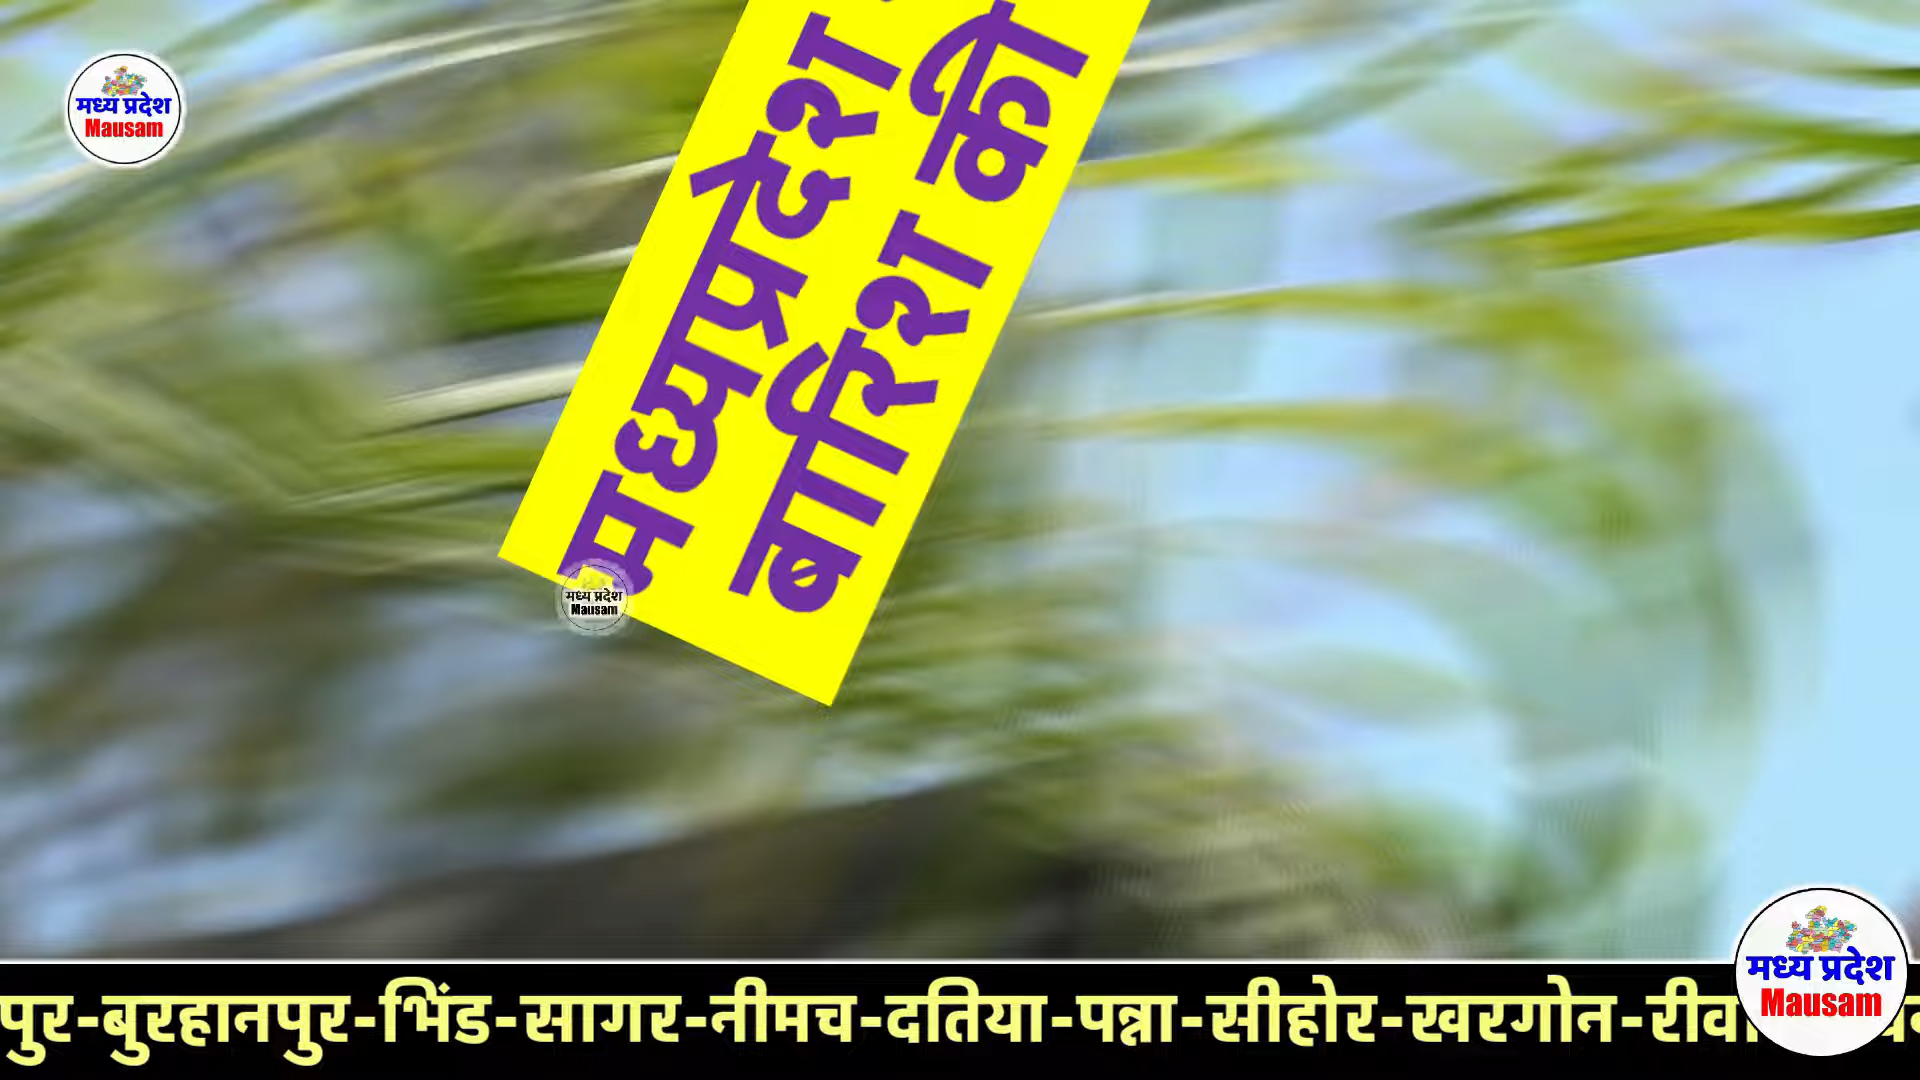 मध्य प्रदेश
Mausam
मध्यप्रदेश
बारिश की
मध्य प्रदेश
Mausam
पुर-बुरहानपुर-भिंड-सागर-नीमच-दतिया-पन्ना-सीहोर-खरगोन-रीवा
मध्य प्रदेश
Mausam